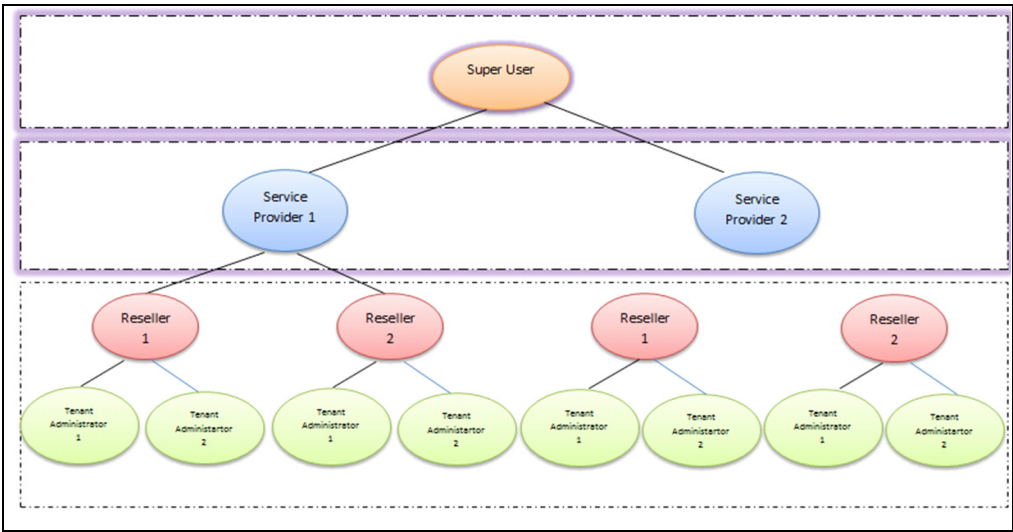 Super User
Service
Provider 1
Service
Provider 2
Reseller
1
Reseller
2
Reseller
1
Reseller
2
Tenant
Administrator
1
Tenant
Administartor
2
Tenant
Administrator
1
Tenant
Administartor
2
Tenant
Administrator
1
Tenant
Administartor
2
Tenant
Administrator
1
Tenant
Administartor
2